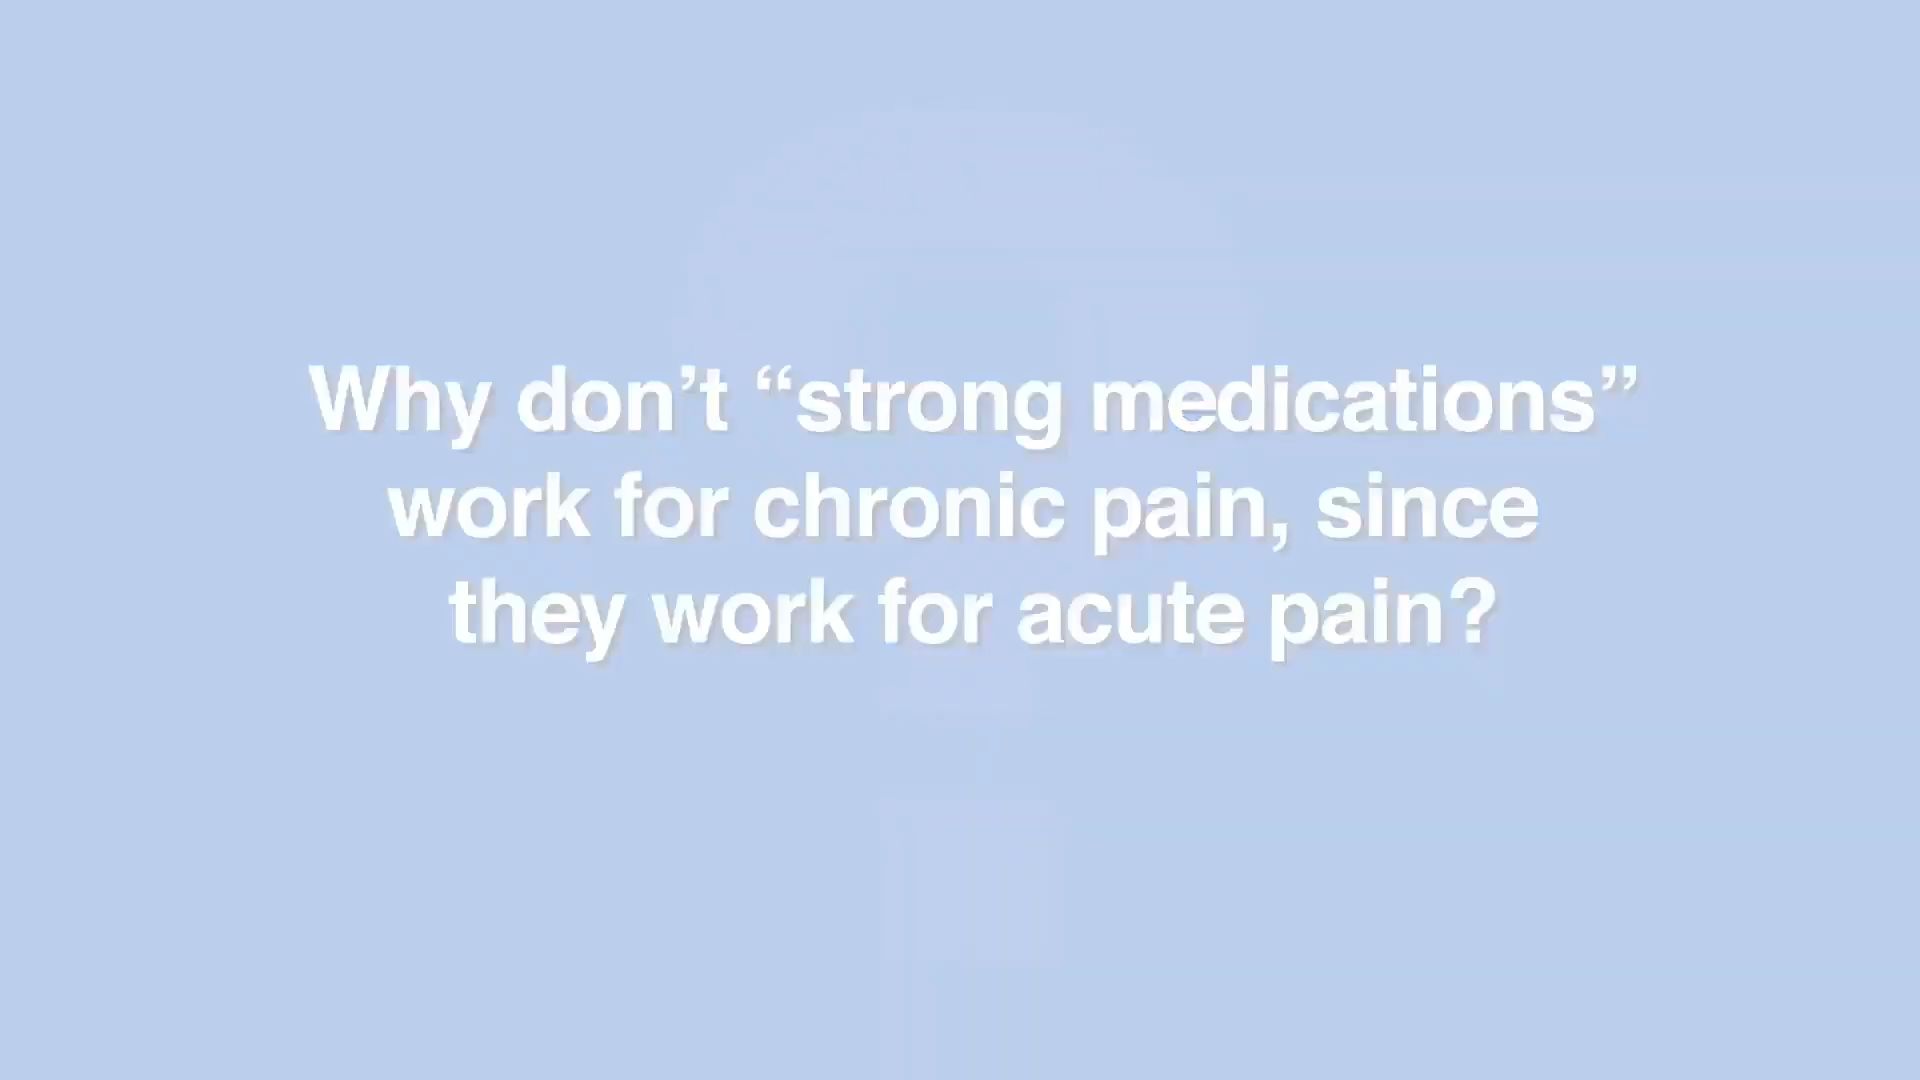 Why don’t “strong medications”
work for chronic pain, since
they work for acute pain?